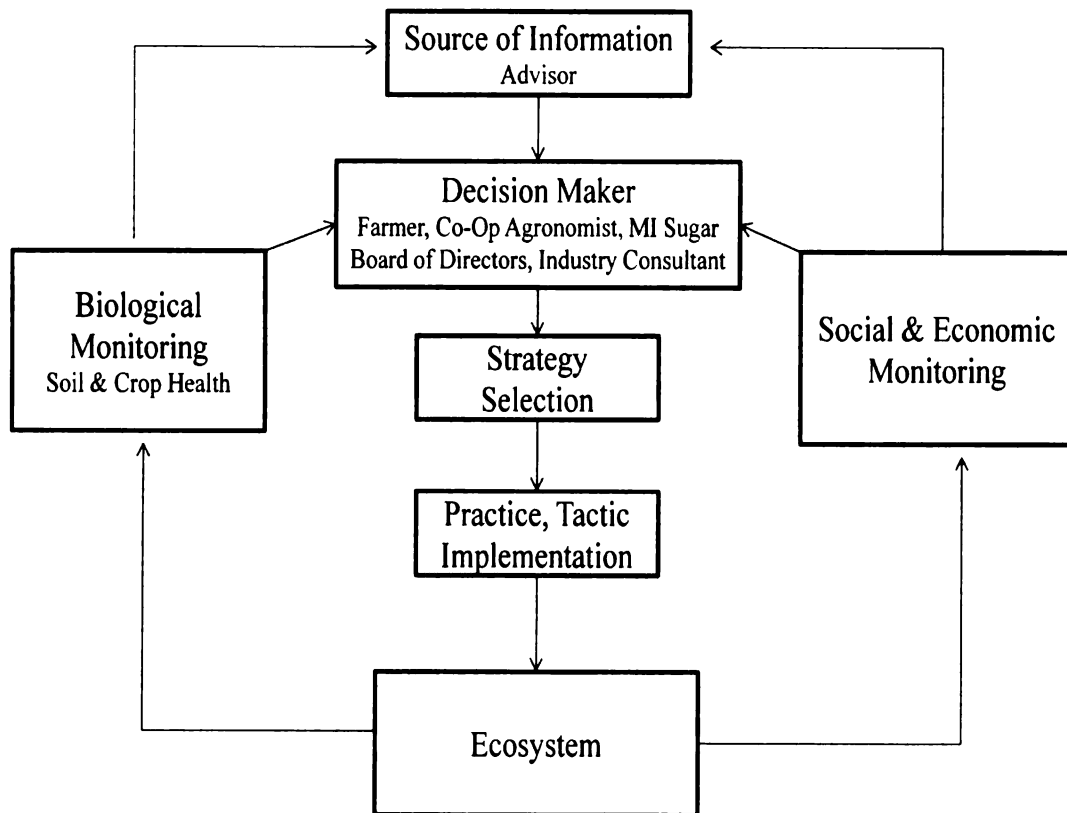 Source of Information
Advisor
Decision Maker
Farmer, Co-Op Agronomist, MI Sugar
Board of Directors, Industry Consultant
Biological
Monitoring
Soil & Crop Health
Social & Economic
Monitoring
Strategy
Selection
Practice, Tactic
Implementation
Ecosystem